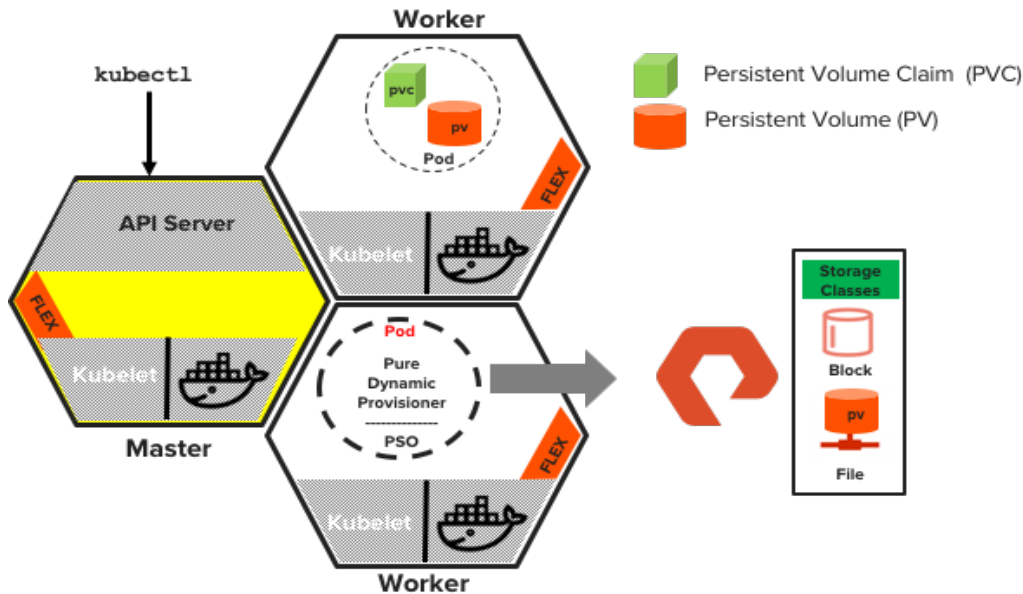 Worker
kubectl
pvc
pv
Pod
FLEX
Kubelet
Persistent Volume Claim (PVC)
Persistent Volume (PV)
API Server
FLEX
Kubelet
Master
Pod
Pure
Dynamic
Provisioner
---------------
PSO
FLEX
Kubelet
Worker
Storage
Classes
Block
pv
File